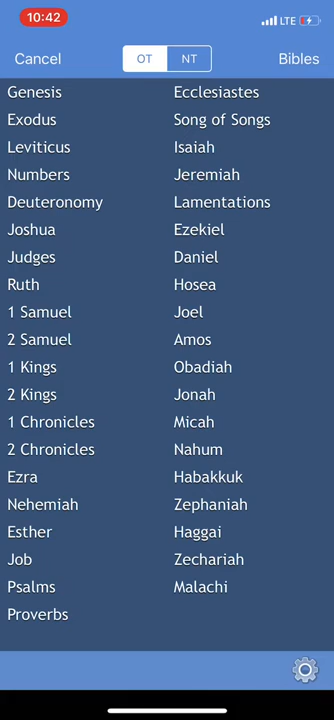 10:42
LTE
Cancel
OT
NT
Bibles
Genesis
Exodus
Leviticus
Numbers
Deuteronomy
Joshua
Judges
Ruth
1 Samuel
2 Samuel
1 Kings
2 Kings
1 Chronicles
2 Chronicles
Ezra
Nehemiah
Esther
Job
Psalms
Proverbs
Ecclesiastes
Song of Songs
Isaiah
Jeremiah
Lamentations
Ezekiel
Daniel
Hosea
Joel
Amos
Obadiah
Jonah
Micah
Nahum
Habakkuk
Zephaniah
Haggai
Zechariah
Malachi